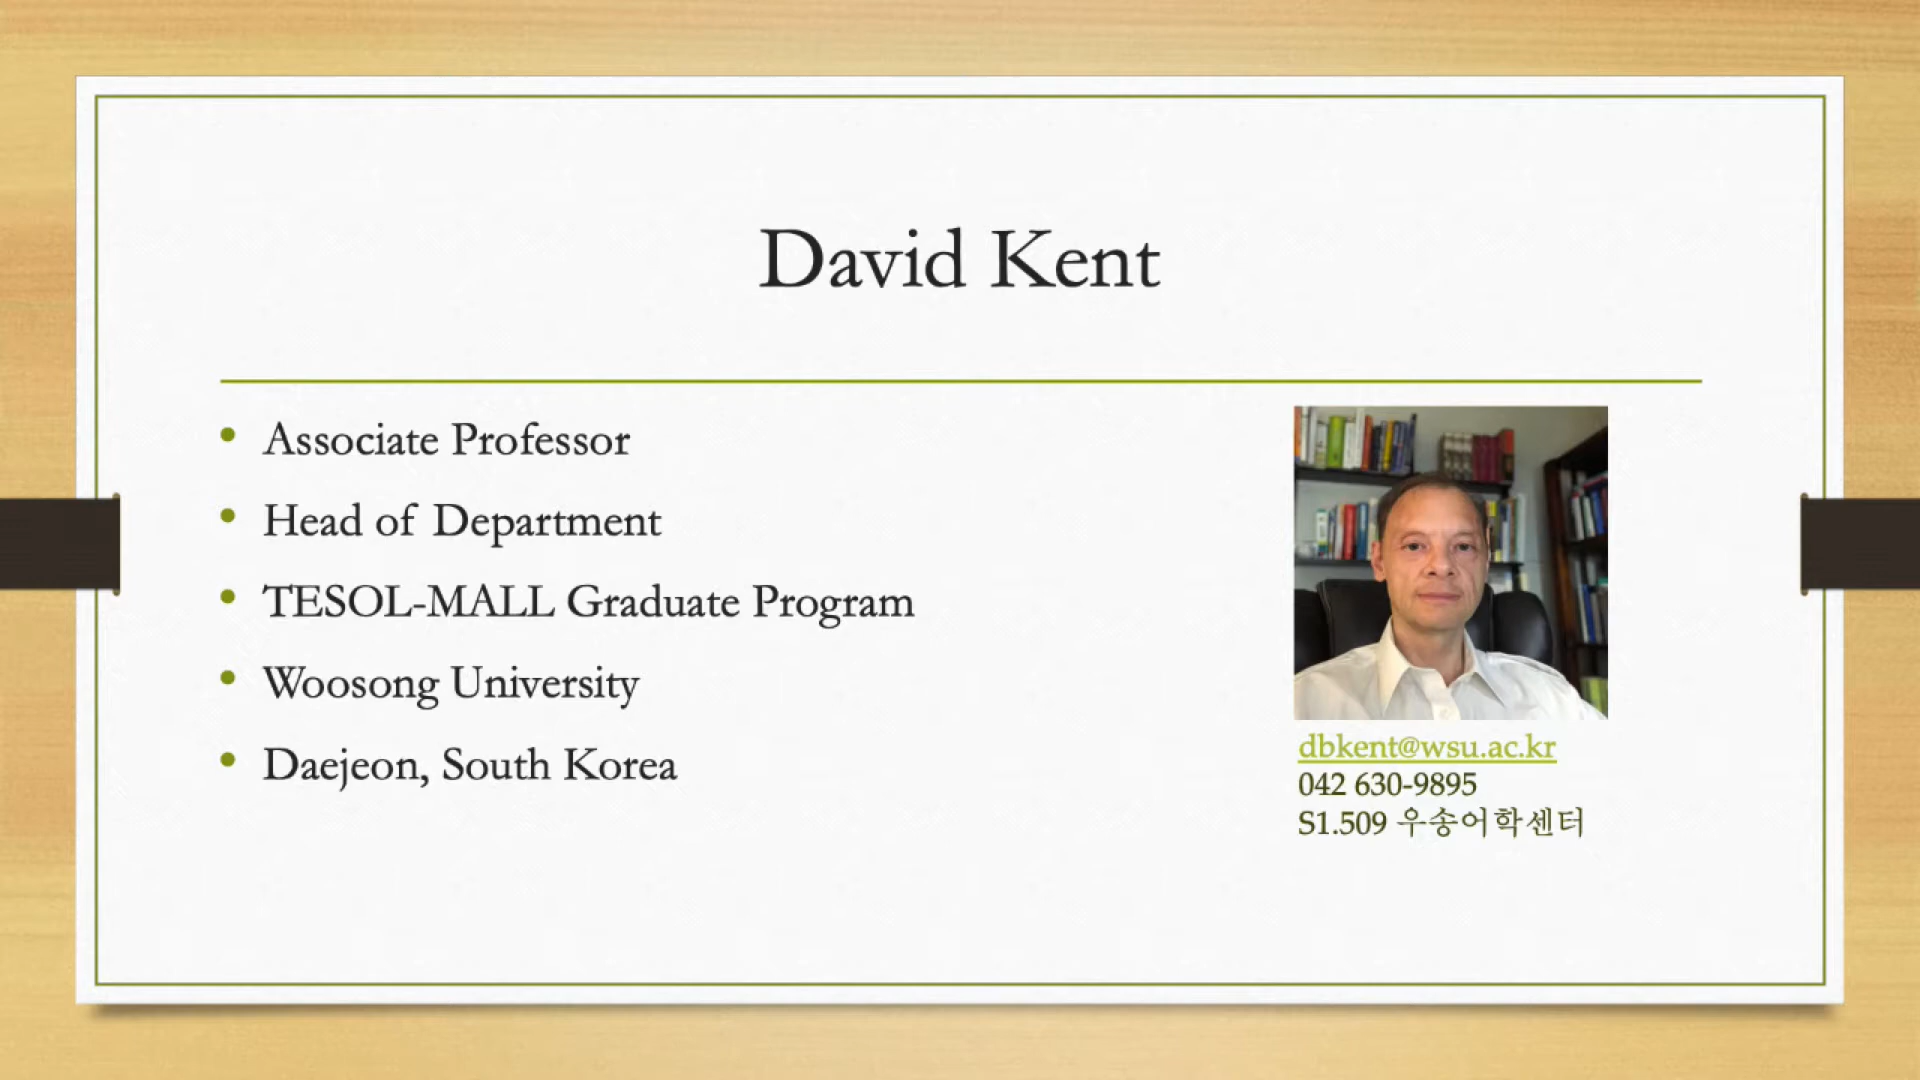 David Kent
• Associate Professor
• Head of Department
• TESOL-MALL Graduate Program
• Woosong University
• Daejeon, South Korea
dbkent@wsu.ac.kr
042 630-9895
S1.509 우송어학센터